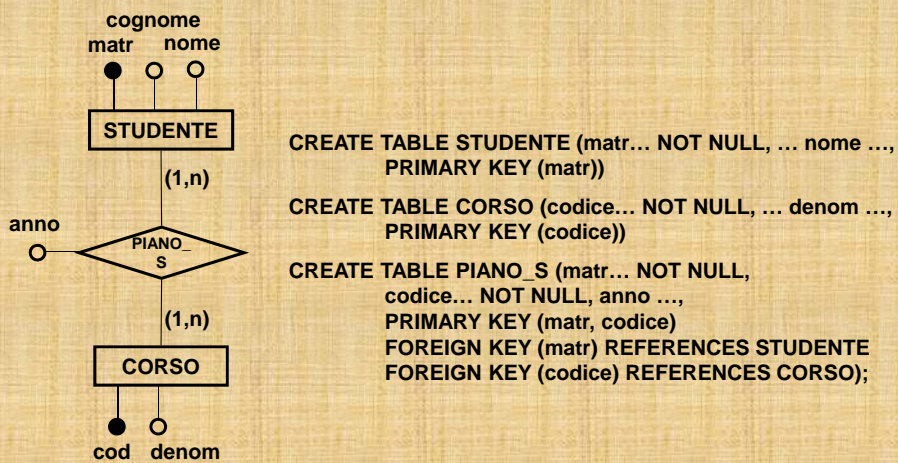 cognome
matr nome
STUDENTE
(1,n)
anno
PIANO_
S
(1,n)
CORSO
cod denom
CREATE TABLE STUDENTE (matr… NOT NULL, … nome …,
PRIMARY KEY (matr))
CREATE TABLE CORSO (codice… NOT NULL, … denom …,
PRIMARY KEY (codice))
CREATE TABLE PIANO_S (matr… NOT NULL,
codice… NOT NULL, anno …,
PRIMARY KEY (matr, codice)
FOREIGN KEY (matr) REFERENCES STUDENTE
FOREIGN KEY (codice) REFERENCES CORSO);